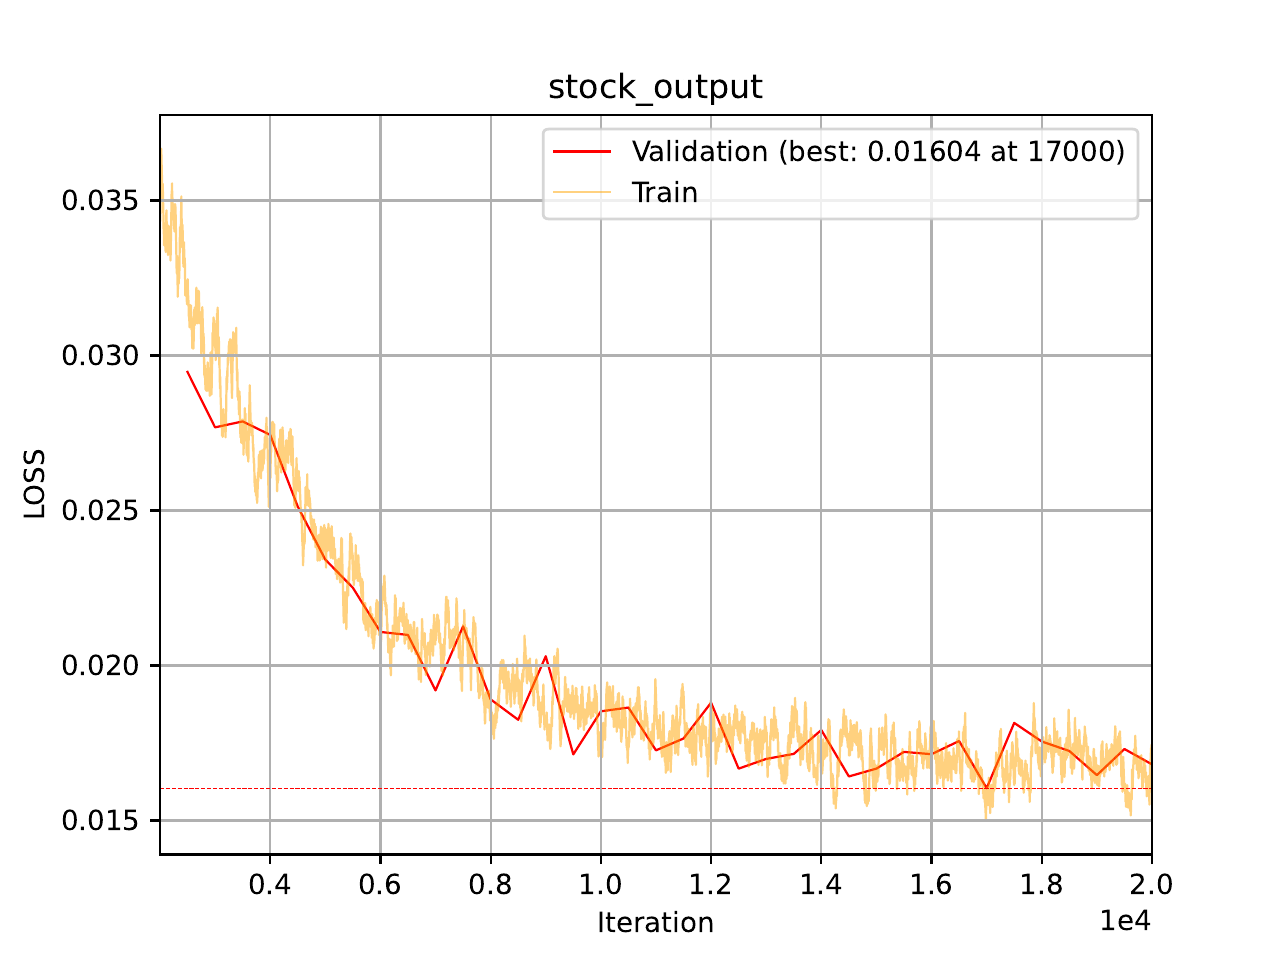 stock_output
Validation (best: 0.01604 at 17000)
Train
0.035
0.030
0.025
0.020
0.015
LOSS
0.4 0.6 0.8 1.0 1.2 1.4 1.6 1.8 2.0
1e4
Iteration